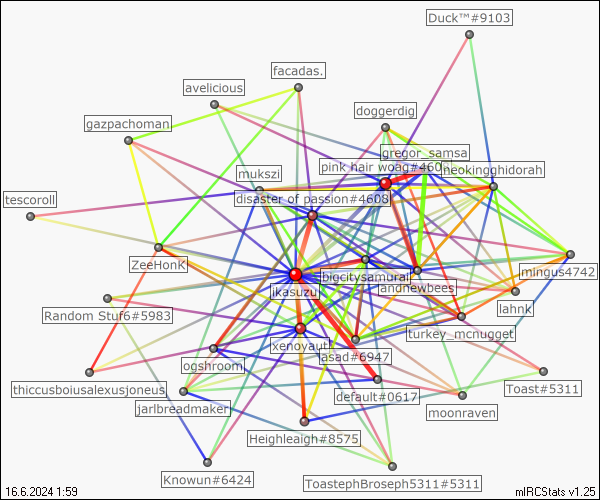 Duck™#9103
facadas.
avelicious
doggerdig
gazpachoman
gregor_samsa
pink hair woag#460
neokingghidorah
mukszi
disaster of passion#4608
tescoroll
ZeeHonk
bigcitysamurai
mingus4742
ikasuzu
andnewbees
lahnk
Random Stuf6#5983
turkey_mcnugget
xenoyaut
asad#6947
ogshroom
thiccusboiusalexusjoneus
Toast#5311
default#0617
jarlbreadmaker
moonraven
Heighleaigh#8575
Knowun#6424
ToastephBroseph5311#5311
16.6.2024 1:59
mIRCStats v1.25